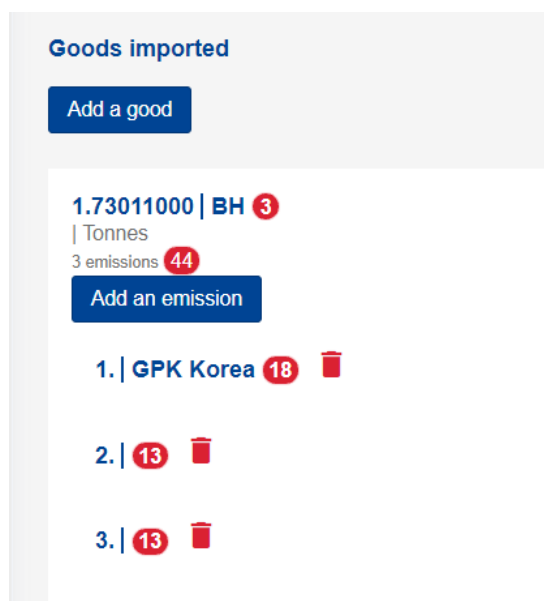 Goods imported
Add a good
1.73011000 | BH 3
| Tonnes
3 emissions 44
Add an emission
1. | GPK Korea 18
2. | 13
3. | 13